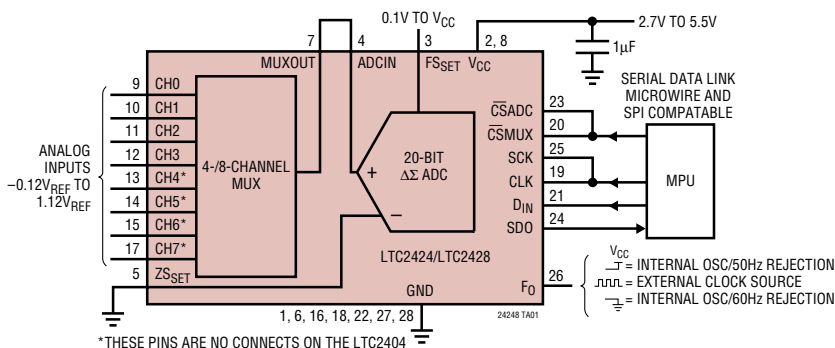 0.1V TO VCC
2.7V TO 5.5V
7
4
3
2, 8
1µF
MUXOUT
ADCIN
FSSET
VCC
SERIAL DATA LINK
MICROWIRE AND
SPI COMPATABLE
ANALOG
INPUTS
–0.12VREF TO
1.12VREF
9 CH0
10 CH1
11 CH2
12 CH3
13 CH4*
14 CH5*
15 CH6*
17 CH7*
5 ZSSET
4-/8-CHANNEL
MUX
+
–
20-BIT
ΔΣ ADC
CSADC 23
CSMUX 20
SCK 25
CLK 19
DIN 21
SDO 24
MPU
LTC2424/LTC2428
FO 26
VCC
= INTERNAL OSC/50Hz REJECTION
= EXTERNAL CLOCK SOURCE
= INTERNAL OSC/60Hz REJECTION
GND
1, 6, 16, 18, 22, 27, 28
24248 TA01
*THESE PINS ARE NO CONNECTS ON THE LTC2404